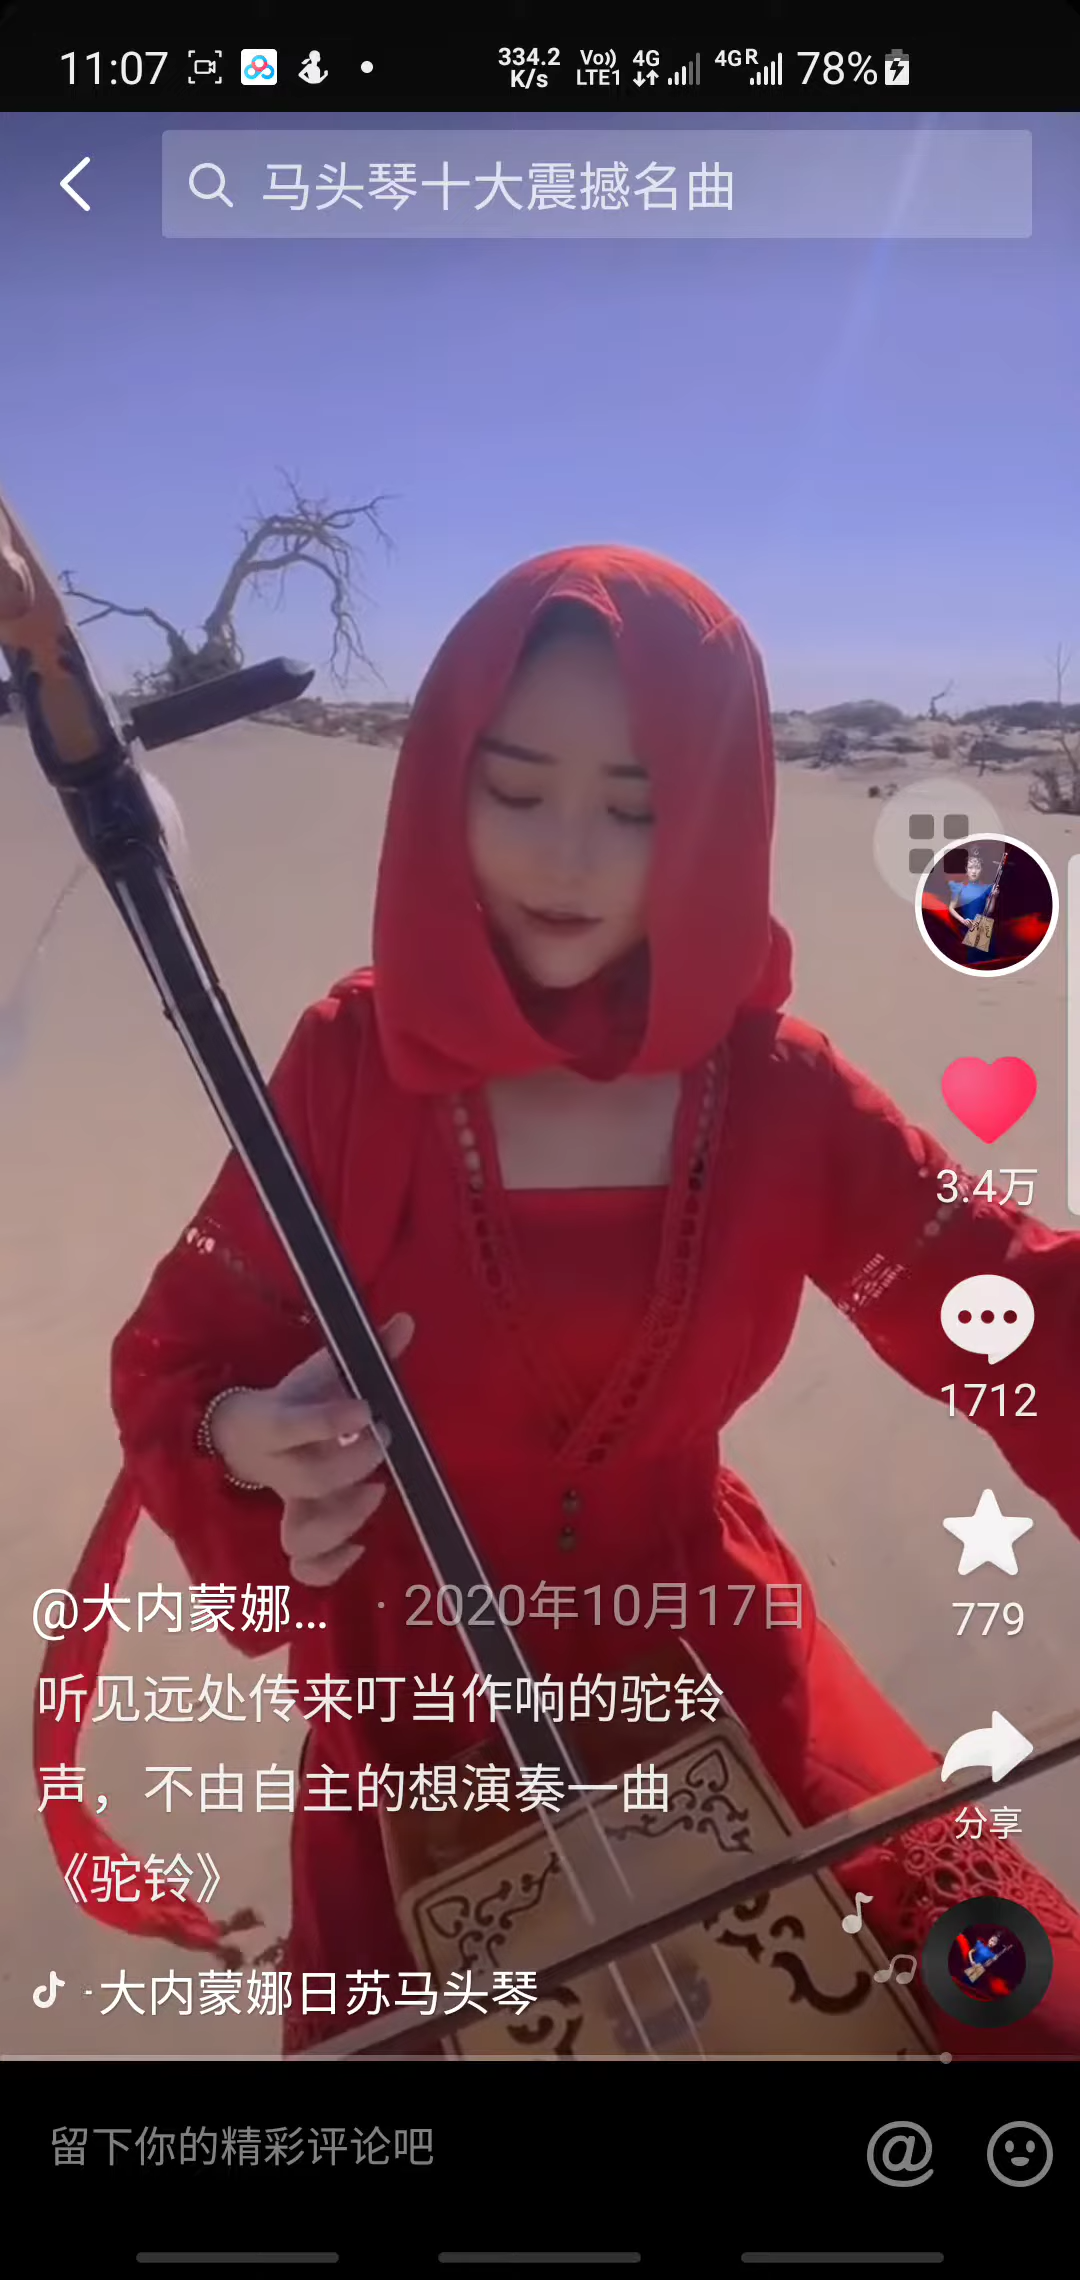 11:07
334.2 K/s
Vo)) LTE1
4G
4G R
78%
马头琴十大震撼名曲
3.4万
1712
779
分享
@大内蒙娜... · 2020年10月17日
听见远处传来叮当作响的驼铃
声，不由自主的想演奏一曲
《驼铃》
-大内蒙娜日苏马头琴
留下你的精彩评论吧